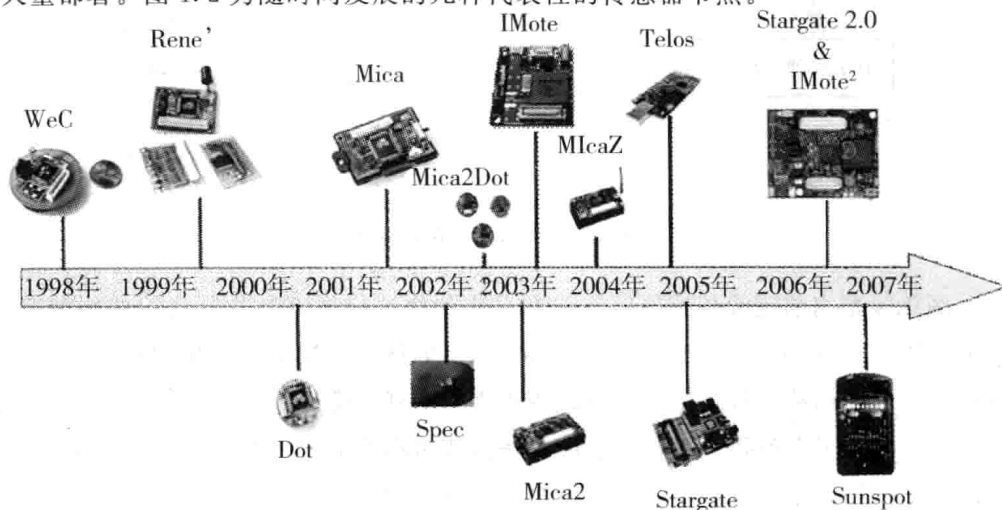 Rene’
IMote
Telos
Stargate 2.0
&
IMote²
WeC
Mica
MIcaZ
Mica2Dot
1998年 1999年 2000年 2001年 2002年 2003年 2004年 2005年 2006年 2007年
Dot
Spec
Mica2
Stargate
Sunspot